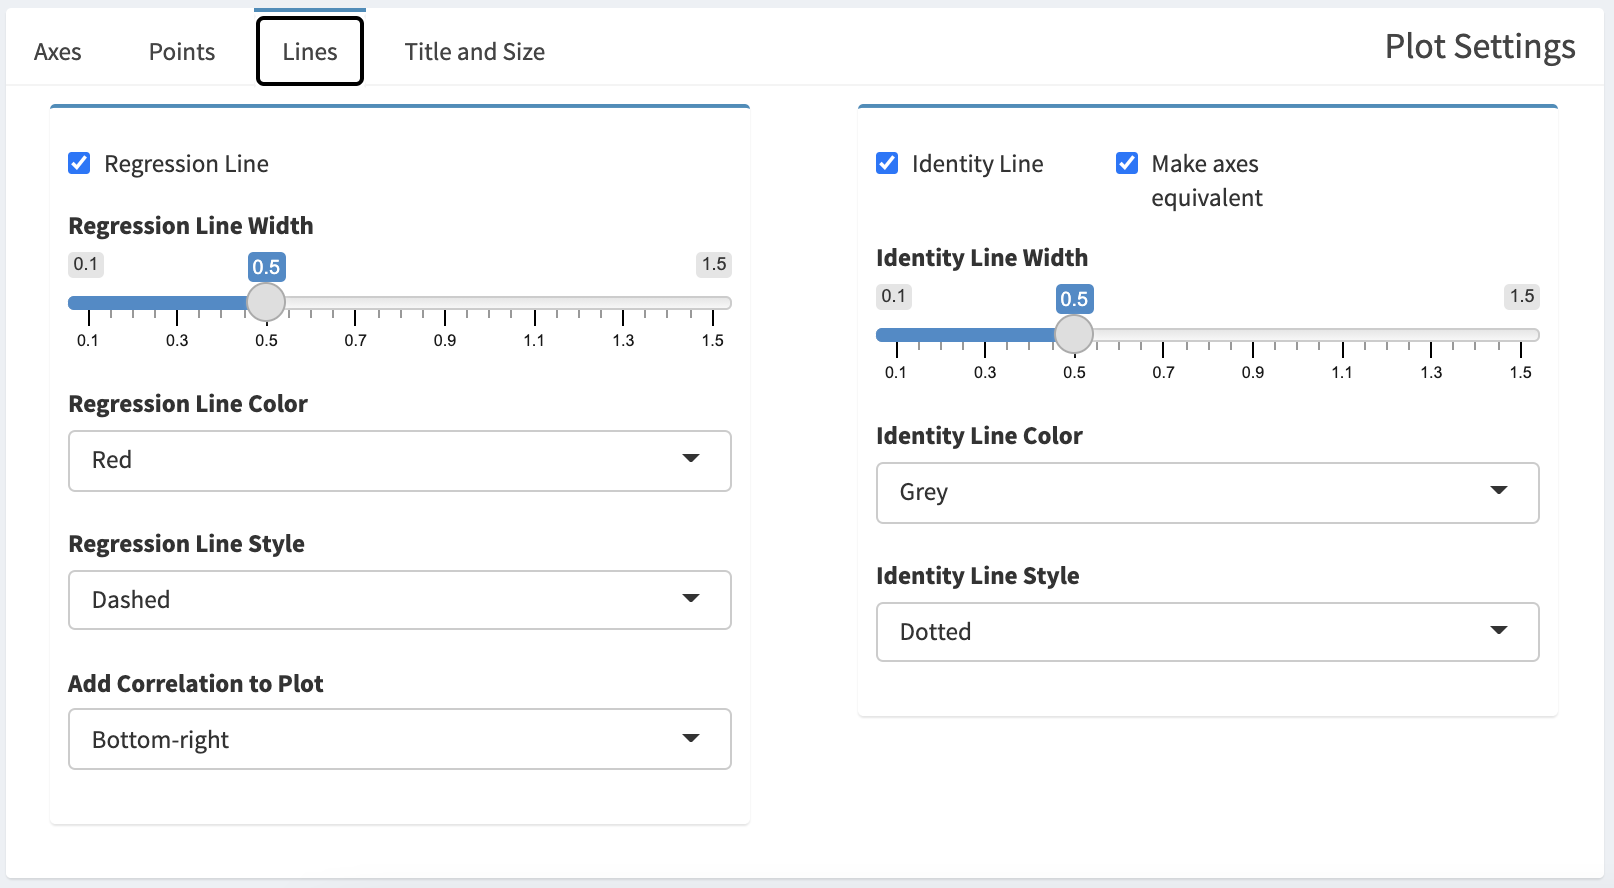 Axes Points Lines Title and Size Plot Settings
Regression Line
Regression Line Width
0.1 0.5 1.5
0.1 0.3 0.5 0.7 0.9 1.1 1.3 1.5
Regression Line Color
Red
Regression Line Style
Dashed
Add Correlation to Plot
Bottom-right
Identity Line
Make axes
equivalent
Identity Line Width
0.1 0.5 1.5
0.1 0.3 0.5 0.7 0.9 1.1 1.3 1.5
Identity Line Color
Grey
Identity Line Style
Dotted